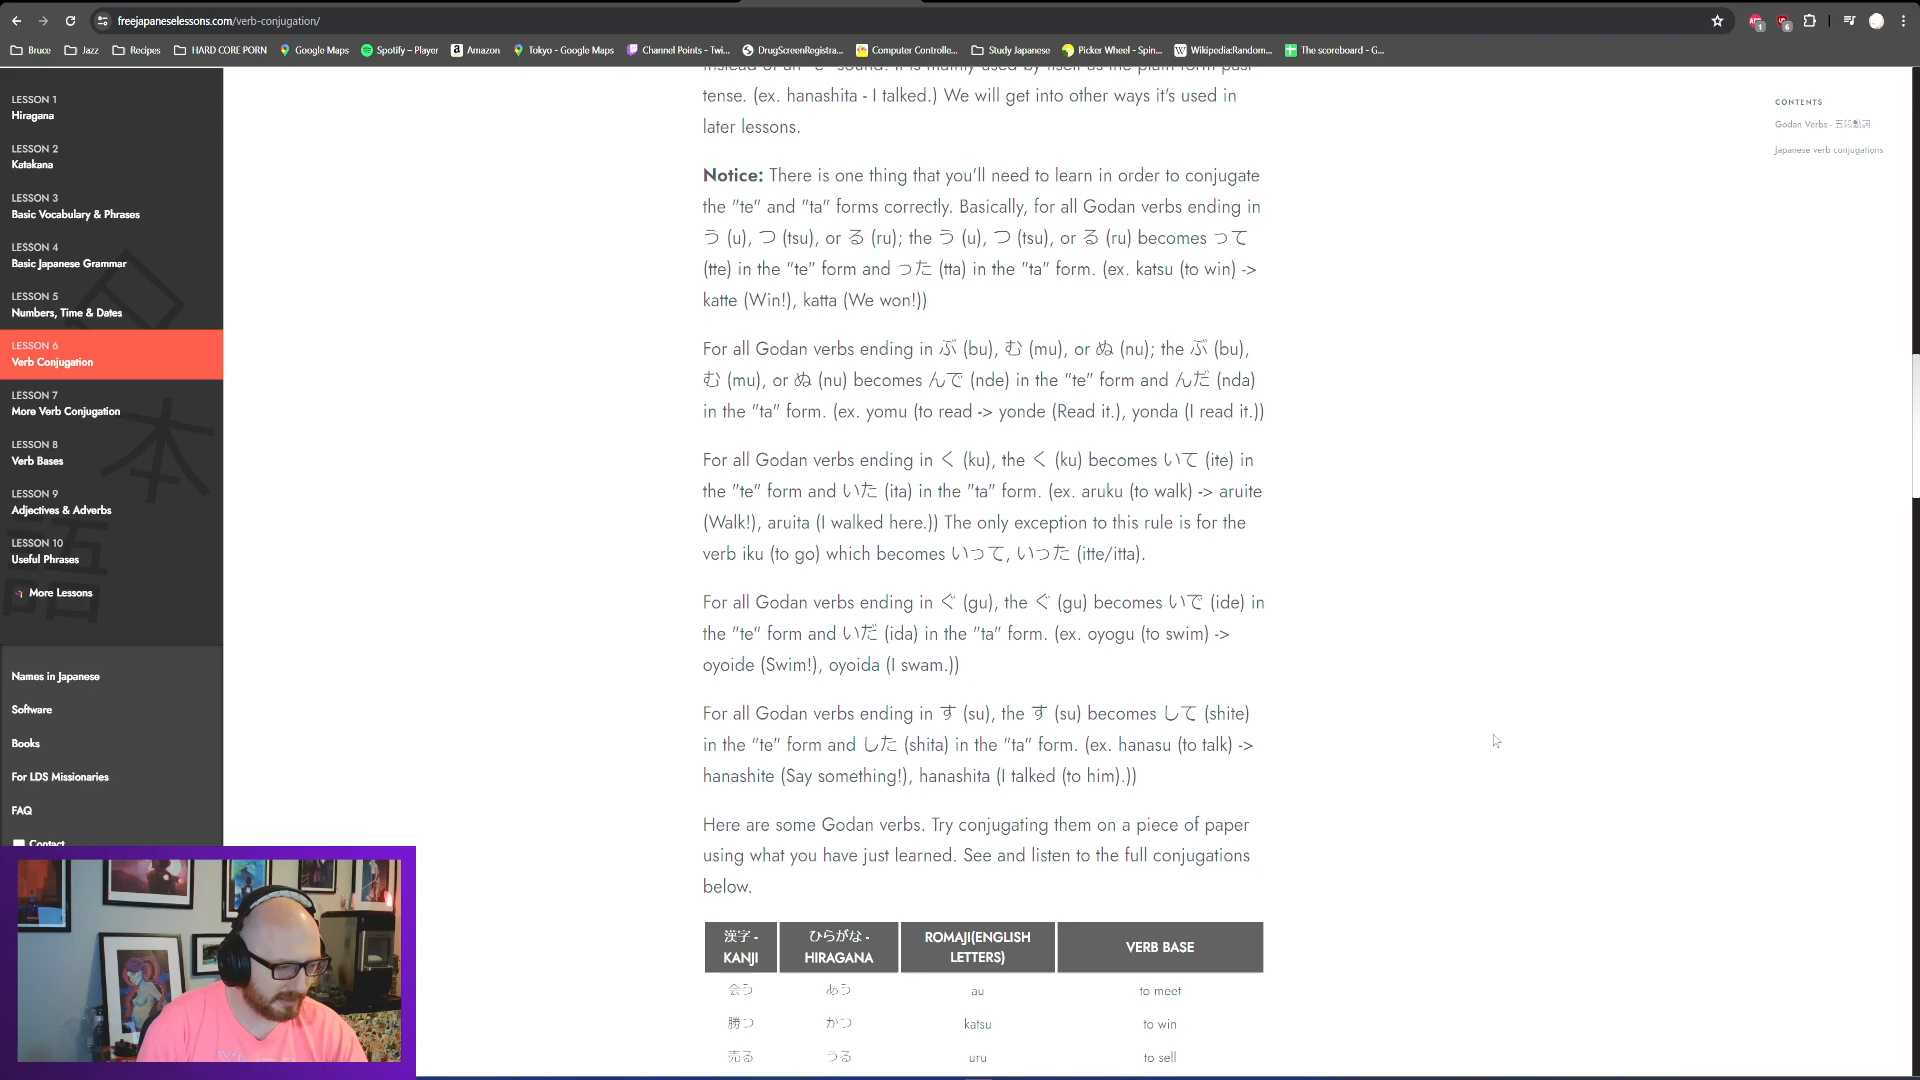 freejapaneselessons.com/verb-conjugation/
Bruce
Jazz
Recipes
HARD CORE PORN
Google Maps
Spotify – Player
Amazon
Tokyo - Google Maps
Channel Points - Twi...
DrugScreenRegistra...
Computer Controlle...
Study Japanese
Picker Wheel - Spin...
Wikipedia:Random...
The scoreboard - G...
LESSON 1
Hiragana
LESSON 2
Katakana
LESSON 3
Basic Vocabulary & Phrases
LESSON 4
Basic Japanese Grammar
LESSON 5
Numbers, Time & Dates
LESSON 6
Verb Conjugation
LESSON 7
More Verb Conjugation
LESSON 8
Verb Bases
LESSON 9
Adjectives & Adverbs
LESSON 10
Useful Phrases
More Lessons
日本語
Names in Japanese
Software
Books
For LDS Missionaries
FAQ
Contact
instead of an "e" sound. It is mainly used by itself as the plain form past
tense. (ex. hanashita - I talked.) We will get into other ways it's used in
later lessons.
Notice: There is one thing that you'll need to learn in order to conjugate
the "te" and "ta" forms correctly. Basically, for all Godan verbs ending in
う (u), つ (tsu), or る (ru); the う (u), つ (tsu), or る (ru) becomes って
(tte) in the "te" form and った (tta) in the "ta" form. (ex. katsu (to win) ->
katte (Win!), katta (We won!))
For all Godan verbs ending in ぶ (bu), む (mu), or ぬ (nu); the ぶ (bu),
む (mu), or ぬ (nu) becomes んで (nde) in the "te" form and んだ (nda)
in the "ta" form. (ex. yomu (to read -> yonde (Read it.), yonda (I read it.))
For all Godan verbs ending in く (ku), the く (ku) becomes いて (ite) in
the "te" form and いた (ita) in the "ta" form. (ex. aruku (to walk) -> aruite
(Walk!), aruita (I walked here.)) The only exception to this rule is for the
verb iku (to go) which becomes いって, いった (itte/itta).
For all Godan verbs ending in ぐ (gu), the ぐ (gu) becomes いで (ide) in
the "te" form and いだ (ida) in the "ta" form. (ex. oyogu (to swim) ->
oyoide (Swim!), oyoida (I swam.))
For all Godan verbs ending in す (su), the す (su) becomes して (shite)
in the "te" form and した (shita) in the "ta" form. (ex. hanasu (to talk) ->
hanashite (Say something!), hanashita (I talked (to him).))
Here are some Godan verbs. Try conjugating them on a piece of paper
using what you have just learned. See and listen to the full conjugations
below.
漢字 - KANJI ひらがな - HIRAGANA ROMAJI(ENGLISH LETTERS) VERB BASE
会う あう au to meet
勝つ かつ katsu to win
売る うる uru to sell
CONTENTS
Godan Verbs - 五段動詞
Japanese verb conjugations